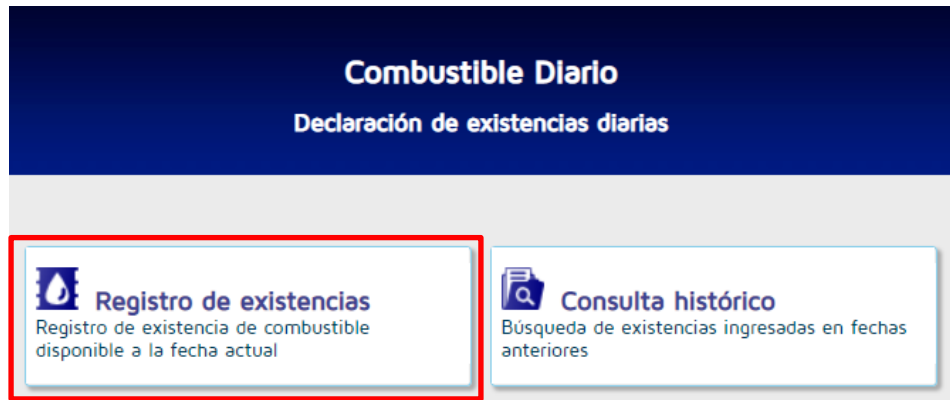 Combustible Diario
Declaración de existencias diarias
Registro de existencias
Registro de existencia de combustible
disponible a la fecha actual
Consulta histórico
Búsqueda de existencias ingresadas en fechas
anteriores